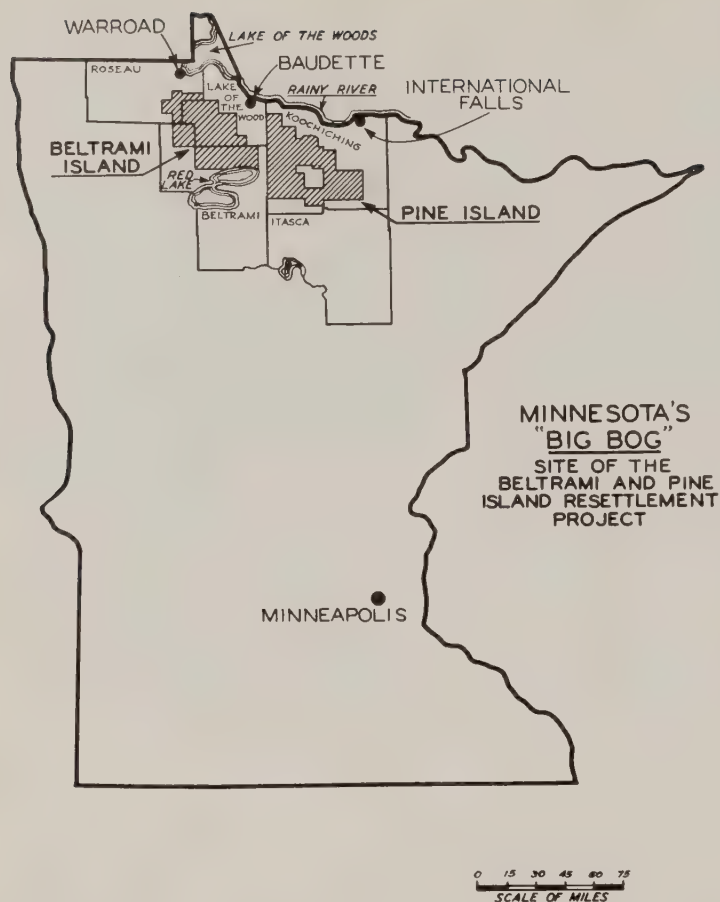 WARROAD
LAKE OF THE WOODS
ROSEAU
BAUDETTE
LAKE
OF
THE
WOOD
RAINY RIVER
INTERNATIONAL
FALLS
KOOCHICHING
BELTRAMI
ISLAND
RED
LAKE
BELTRAMI
ITASCA
PINE ISLAND
MINNESOTA'S
"BIG BOG"
SITE OF THE
BELTRAMI AND PINE
ISLAND RESETTLEMENT
PROJECT
MINNEAPOLIS
0 15 30 45 60 75
SCALE OF MILES